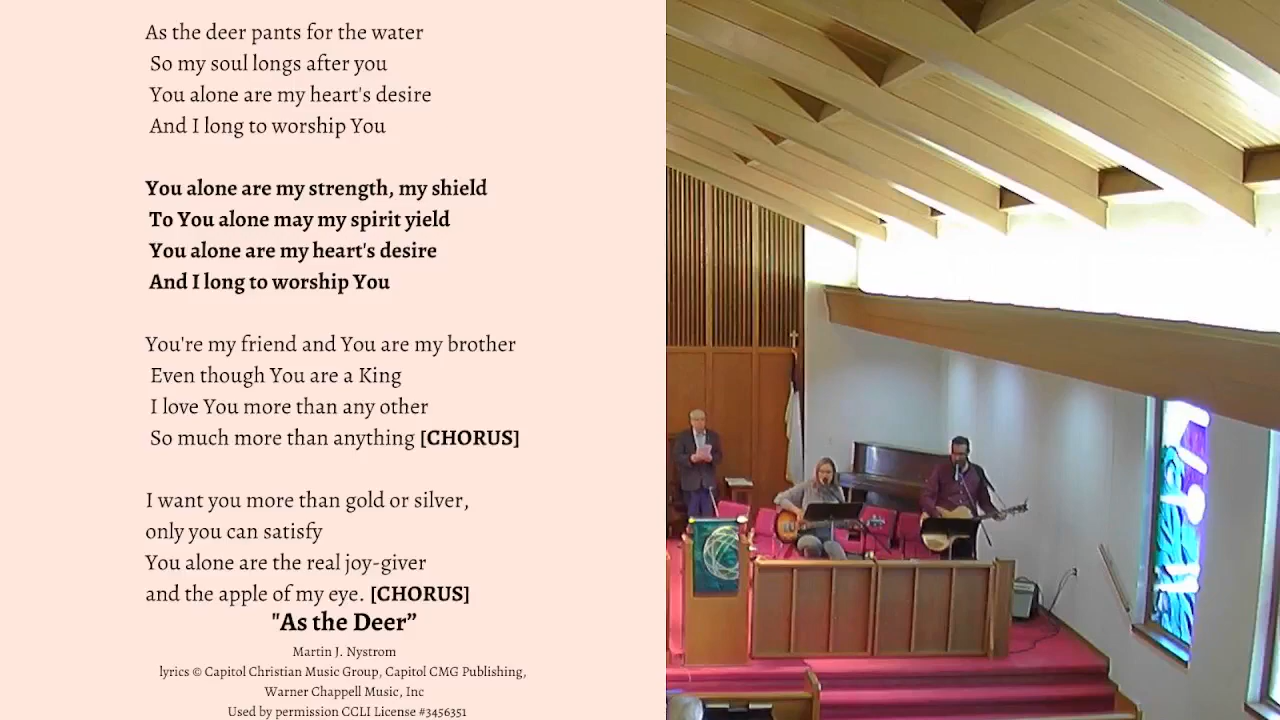 As the deer pants for the water
So my soul longs after you
You alone are my heart's desire
And I long to worship You
You alone are my strength, my shield
To You alone may my spirit yield
You alone are my heart's desire
And I long to worship You
You're my friend and You are my brother
Even though You are a King
I love You more than any other
So much more than anything [CHORUS]
I want you more than gold or silver,
only you can satisfy
You alone are the real joy-giver
and the apple of my eye. [CHORUS]
"As the Deer”
Martin J. Nystrom
lyrics © Capitol Christian Music Group, Capitol CMG Publishing,
Warner Chappell Music, Inc
Used by permission CCLI License #3456351